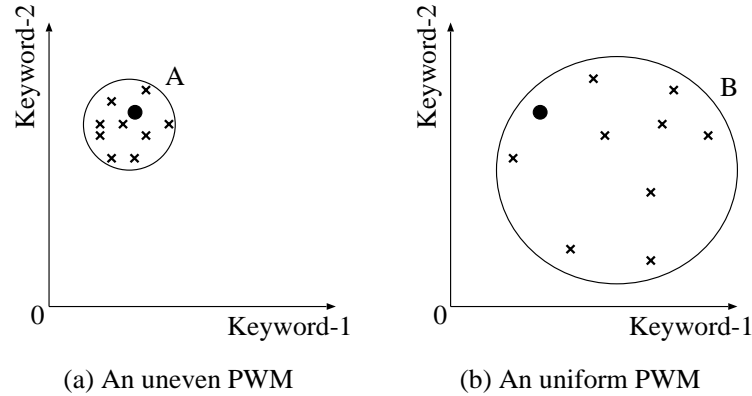 Keyword-2
A
0
Keyword-1
(a) An uneven PWM
Keyword-2
B
0
Keyword-1
(b) An uniform PWM